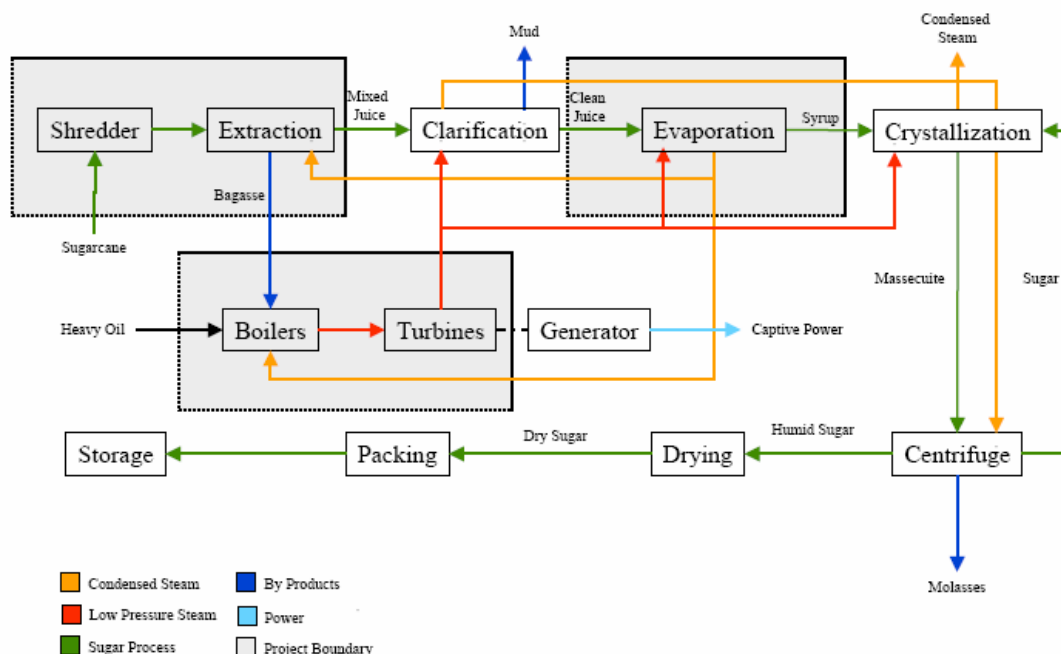 Mud
Condensed
Steam
Mixed
Juice
Clean
Juice
Syrup
Shredder
Extraction
Clarification
Evaporation
Crystallization
Bagasse
Sugarcane
Massecuite
Sugar
Heavy Oil
Boilers
Turbines
Generator
Captive Power
Storage
Packing
Dry Sugar
Drying
Humid Sugar
Centrifuge
Molasses
Condensed Steam
By Products
Low Pressure Steam
Power
Sugar Process
Project Boundary